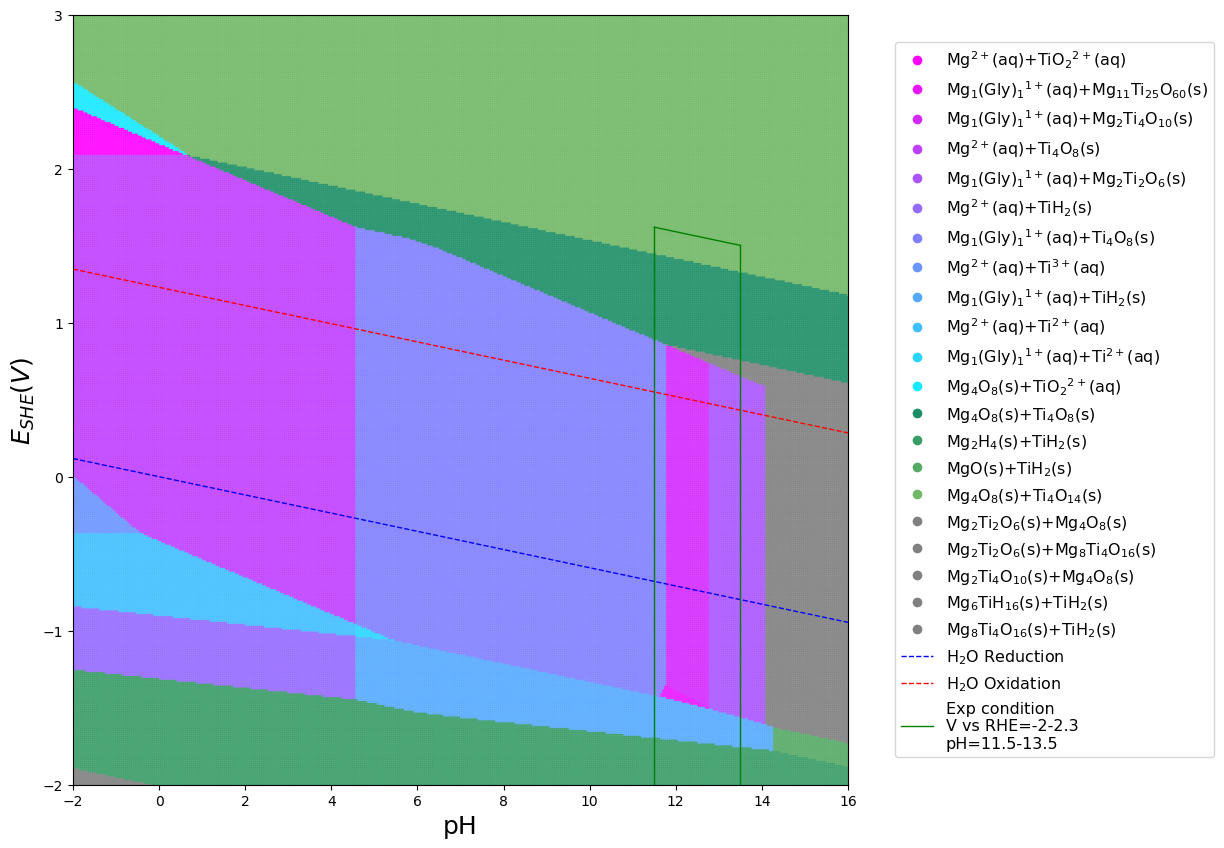 3
2
1
0
−1
−2
E_SHE(V)
−2 0 2 4 6 8 10 12 14 16
pH
Mg²⁺(aq)+TiO₂²⁺(aq)
Mg₁(Gly)₁¹⁺(aq)+Mg₁₁Ti₂₅O₆₀(s)
Mg₁(Gly)₁¹⁺(aq)+Mg₂Ti₄O₁₀(s)
Mg²⁺(aq)+Ti₄O₈(s)
Mg₁(Gly)₁¹⁺(aq)+Mg₂Ti₂O₆(s)
Mg²⁺(aq)+TiH₂(s)
Mg₁(Gly)₁¹⁺(aq)+Ti₄O₈(s)
Mg²⁺(aq)+Ti³⁺(aq)
Mg₁(Gly)₁¹⁺(aq)+TiH₂(s)
Mg²⁺(aq)+Ti²⁺(aq)
Mg₁(Gly)₁¹⁺(aq)+Ti²⁺(aq)
Mg₄O₈(s)+TiO₂²⁺(aq)
Mg₄O₈(s)+Ti₄O₈(s)
Mg₂H₄(s)+TiH₂(s)
MgO(s)+TiH₂(s)
Mg₄O₈(s)+Ti₄O₁₄(s)
Mg₂Ti₂O₆(s)+Mg₄O₈(s)
Mg₂Ti₂O₆(s)+Mg₈Ti₄O₁₆(s)
Mg₂Ti₄O₁₀(s)+Mg₄O₈(s)
Mg₆TiH₁₆(s)+TiH₂(s)
Mg₈Ti₄O₁₆(s)+TiH₂(s)
H₂O Reduction
H₂O Oxidation
Exp condition
V vs RHE=-2-2.3
pH=11.5-13.5